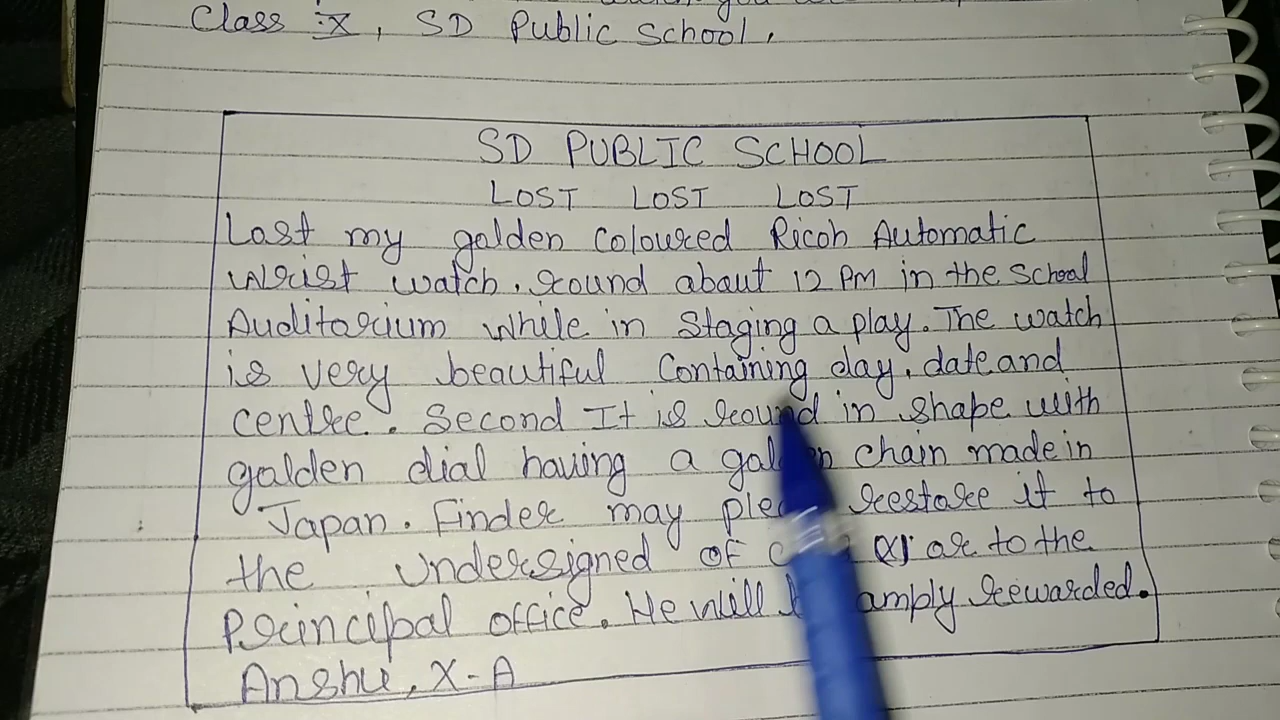 which you
Class X, SD Public School,
SD PUBLIC SCHOOL
LOST LOST LOST
Lost my golden coloured Ricoh Automatic
Wrist watch. round about 12 PM in the School
Auditorium while in staging a play. The watch
is very beautiful Containing day, date and
centre. Second It is round in shape with
golden dial having a golden chain made in
Japan. Finder may restore it to
the undersigned of (X) or to the
Principal office. He will amply rewarded.
Anshu, X-A